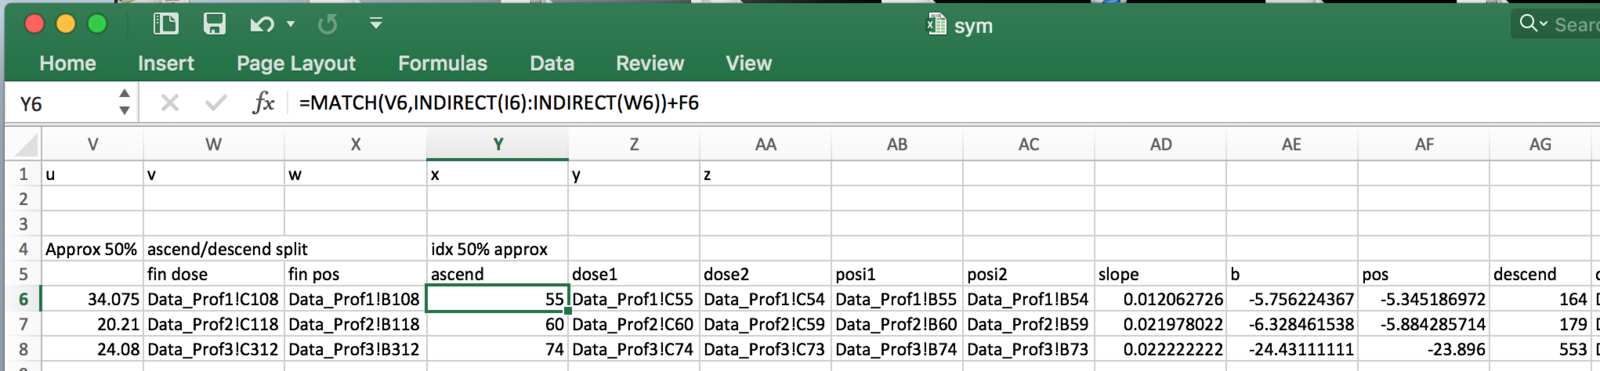 sym
Sear
Home Insert Page Layout Formulas Data Review View
Y6 fx =MATCH(V6,INDIRECT(I6):INDIRECT(W6))+F6
V W X Y Z AA AB AC AD AE AF AG
1 u v w x y z
2
3
4 Approx 50% ascend/descend split idx 50% approx
5 fin dose fin pos ascend dose1 dose2 posi1 posi2 slope b pos descend
6 34.075 Data_Prof1!C108 Data_Prof1!B108 55 Data_Prof1!C55 Data_Prof1!C54 Data_Prof1!B55 Data_Prof1!B54 0.012062726 -5.756224367 -5.345186972 164
7 20.21 Data_Prof2!C118 Data_Prof2!B118 60 Data_Prof2!C60 Data_Prof2!C59 Data_Prof2!B60 Data_Prof2!B59 0.021978022 -6.328461538 -5.884285714 179
8 24.08 Data_Prof3!C312 Data_Prof3!B312 74 Data_Prof3!C74 Data_Prof3!C73 Data_Prof3!B74 Data_Prof3!B73 0.022222222 -24.43111111 -23.896 553